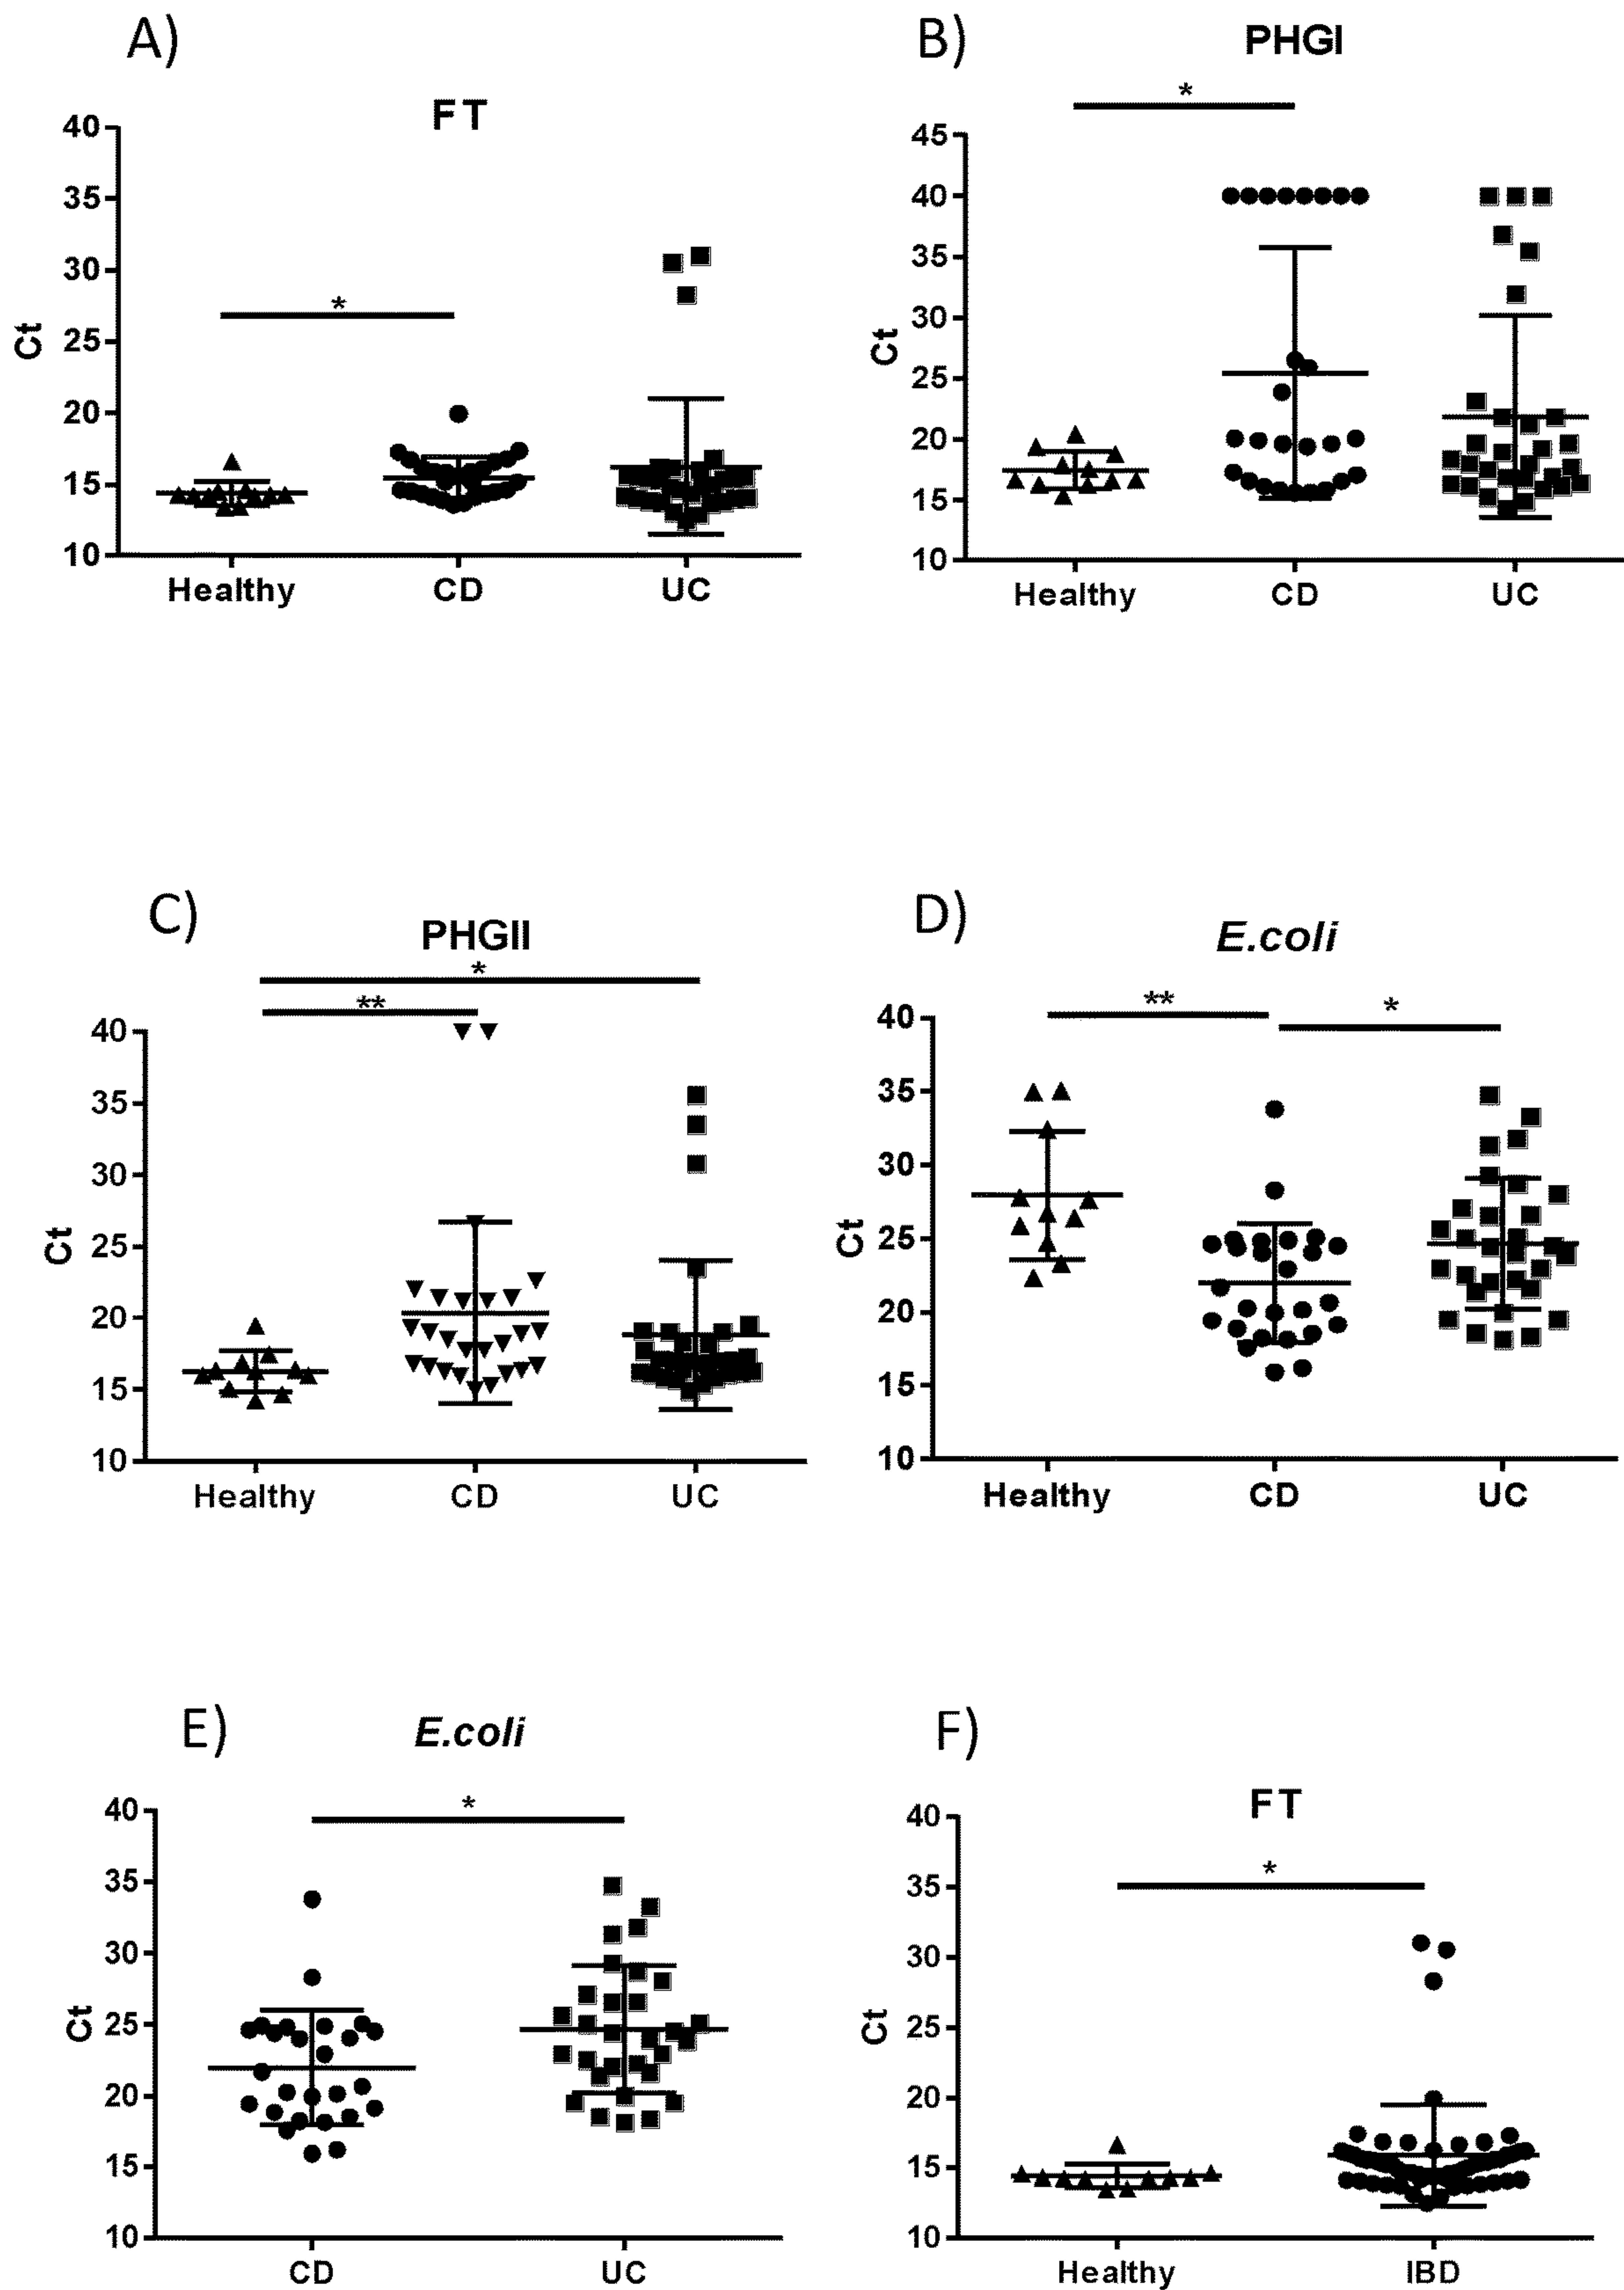 A)
FT
*
Ct
40
35
30
25
20
15
10
Healthy CD UC
B)
PHGI
*
Ct
45
40
35
30
25
20
15
10
Healthy CD UC
C)
PHGII
*
**
Ct
40
35
30
25
20
15
10
Healthy CD UC
D)
E.coli
** *
Ct
40
35
30
25
20
15
10
Healthy CD UC
E)
E.coli
*
Ct
40
35
30
25
20
15
10
CD UC
F)
FT
*
Ct
40
35
30
25
20
15
10
Healthy IBD